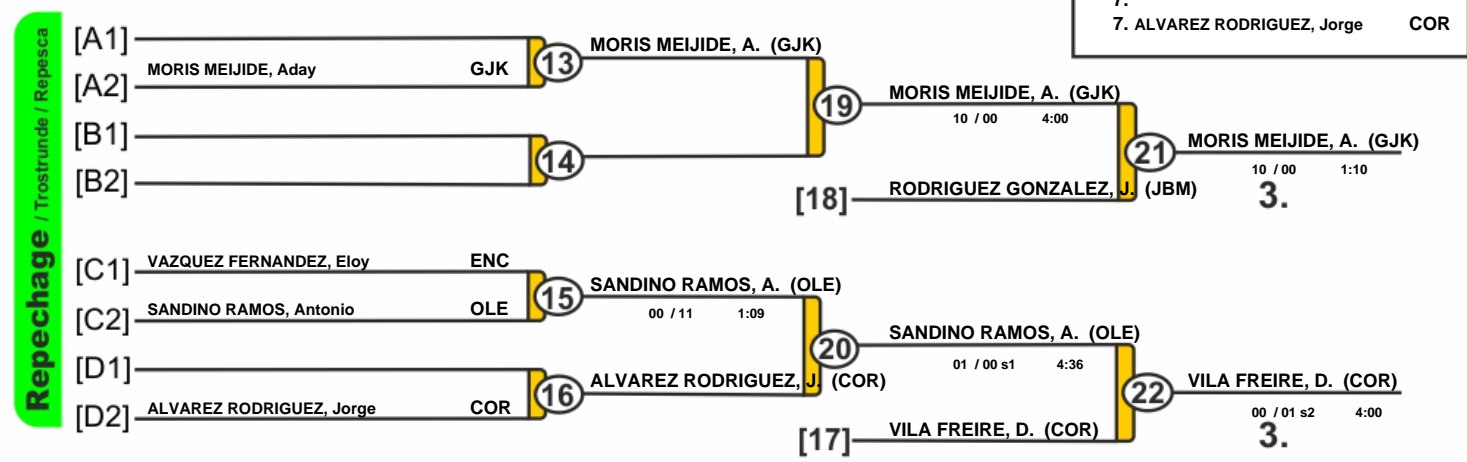 7.
7. ALVAREZ RODRIGUEZ, Jorge COR
Repechage / Trostrunde / Repesca
[A1]
MORIS MEIJIDE, Aday GJK
[A2]
13
MORIS MEIJIDE, A. (GJK)
[B1]
14
[B2]
19
MORIS MEIJIDE, A. (GJK)
10 / 00 4:00
21
MORIS MEIJIDE, A. (GJK)
10 / 00 1:10
3.
[18]
RODRIGUEZ GONZALEZ, J. (JBM)
[C1]
VAZQUEZ FERNANDEZ, Eloy ENC
15
SANDINO RAMOS, A. (OLE)
00 / 11 1:09
[C2]
SANDINO RAMOS, Antonio OLE
[D1]
16
ALVAREZ RODRIGUEZ, J. (COR)
[D2]
ALVAREZ RODRIGUEZ, Jorge COR
20
SANDINO RAMOS, A. (OLE)
01 / 00 s1 4:36
22
VILA FREIRE, D. (COR)
00 / 01 s2 4:00
3.
[17]
VILA FREIRE, D. (COR)